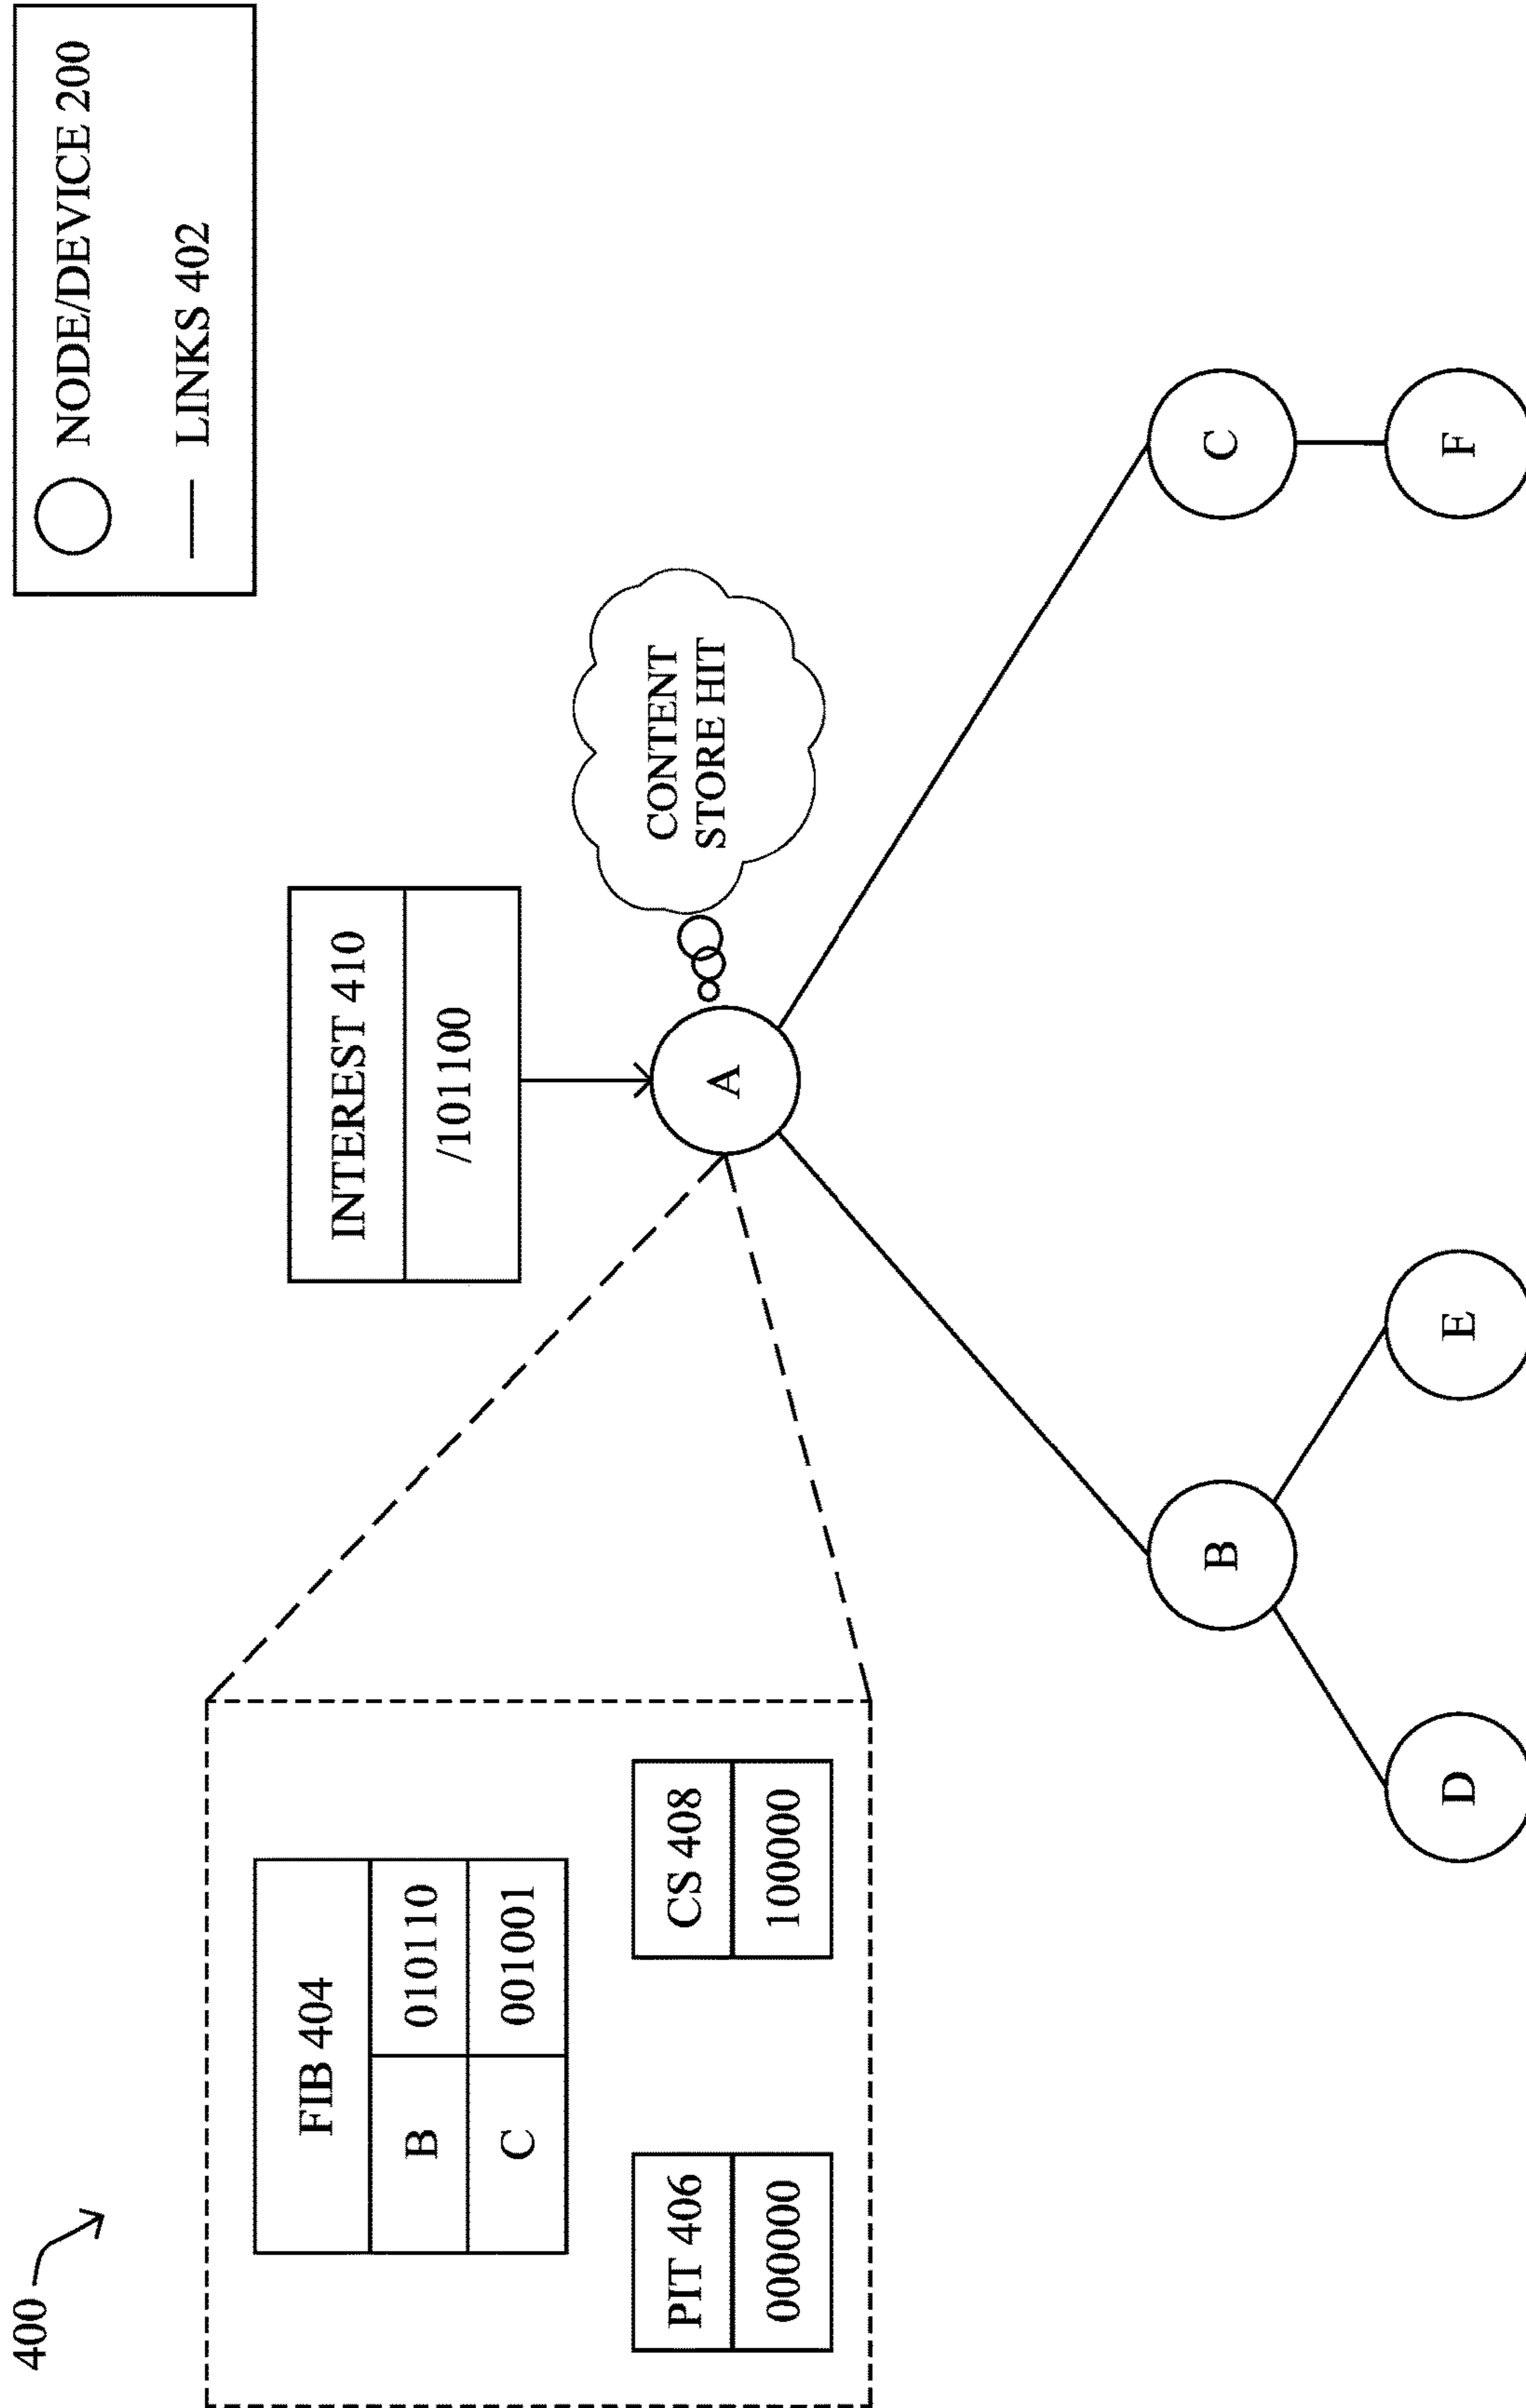 400
NODE/DEVICE 200
LINKS 402
FIB 404
B 010110
C 001001
PIT 406
000000
CS 408
100000
INTEREST 410
/101100
CONTENT
STORE HIT
A
B
C
D
E
F